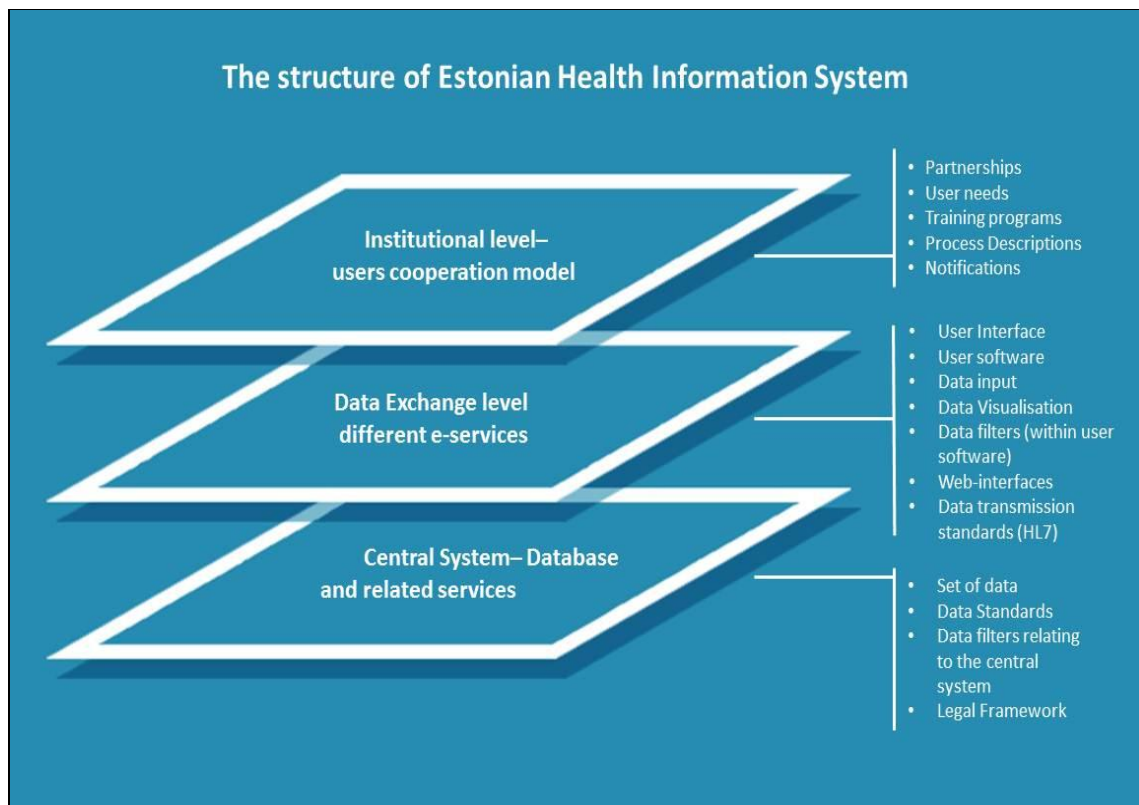 The structure of Estonian Health Information System
Institutional level–
users cooperation model
• Partnerships
• User needs
• Training programs
• Process Descriptions
• Notifications
Data Exchange level
different e-services
• User Interface
• User software
• Data input
• Data Visualisation
• Data filters (within user
software)
• Web-interfaces
• Data transmission
standards (HL7)
Central System– Database
and related services
• Set of data
• Data Standards
• Data filters relating
to the central
system
• Legal Framework